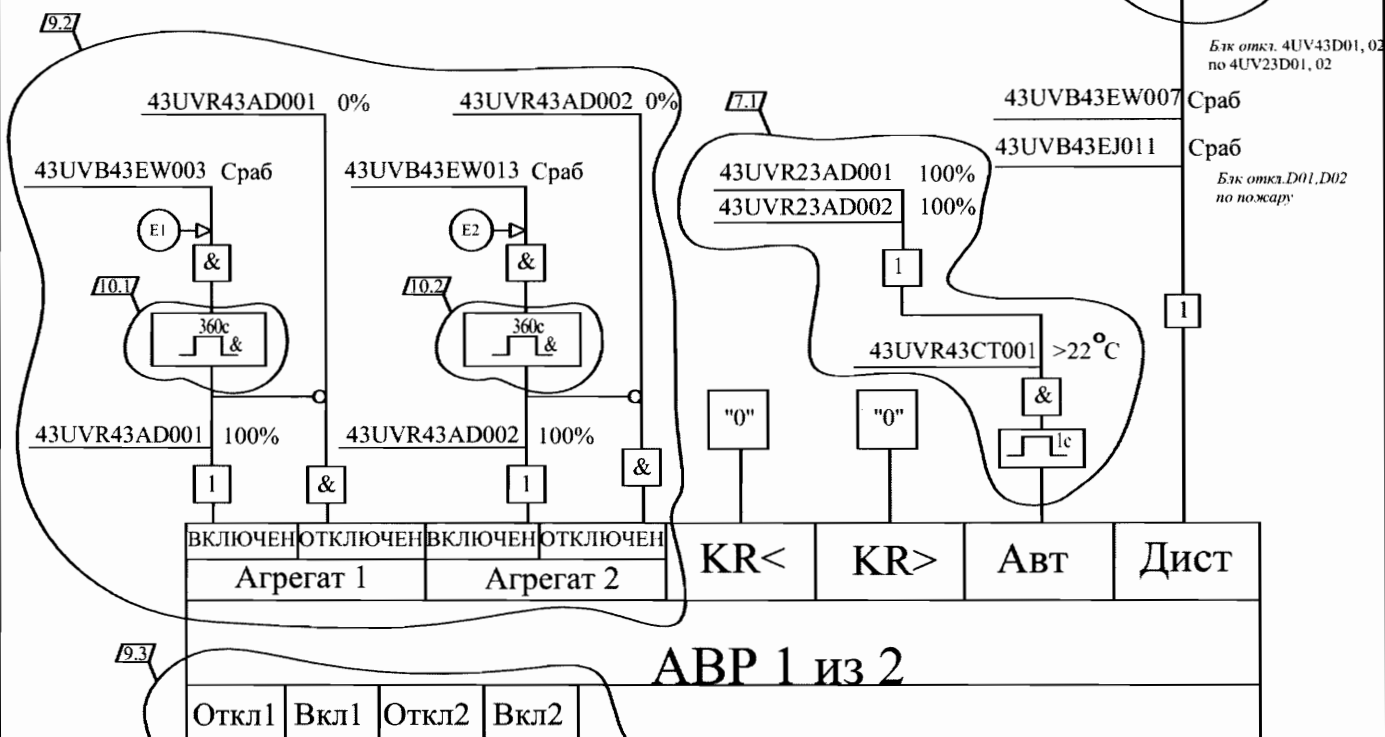 9.2
Блк откл. 4UV43D01, 02
по 4UV23D01, 02
43UVR43AD001 0%
43UVR43AD002 0%
7.1
43UVB43EW007 Сраб
43UVB43EJ011 Сраб
43UVB43EW003 Сраб
43UVB43EW013 Сраб
43UVR23AD001 100%
43UVR23AD002 100%
Блк откл.D01,D02
по пожару
E1
E2
&
&
1
10.1
10.2
360с
&
360с
&
1
43UVR43CT001 >22°C
"0"
"0"
&
43UVR43AD001 100%
43UVR43AD002 100%
1с
1
&
1
&
ВКЛЮЧЕН ОТКЛЮЧЕН ВКЛЮЧЕН ОТКЛЮЧЕН
Агрегат 1
Агрегат 2
KR<
KR>
Авт
Дист
9.3
АВР 1 из 2
Откл1 Вкл1 Откл2 Вкл2